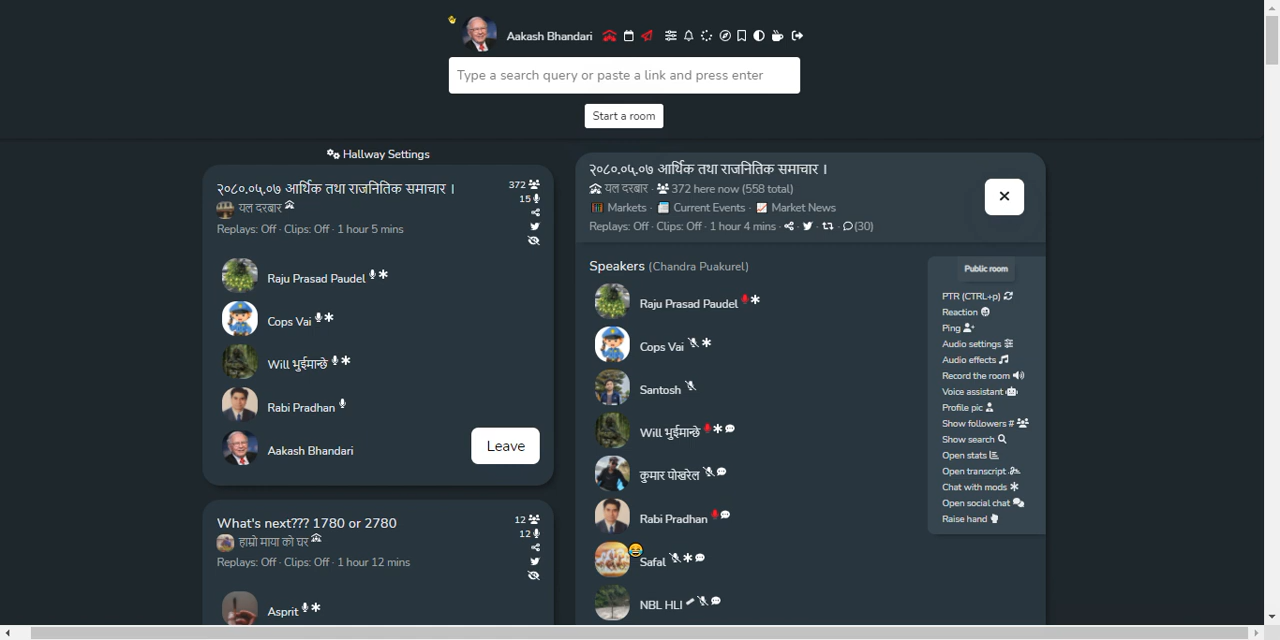 Aakash Bhandari
Type a search query or paste a link and press enter
Start a room
Hallway Settings
२०८०.०५.०७ आर्थिक तथा राजनितिक समाचार ।
372
15
यल दरबार
Replays: Off · Clips: Off · 1 hour 5 mins
Raju Prasad Paudel
Cops Vai
Will भुईमान्छे
Rabi Pradhan
Aakash Bhandari
Leave
What's next??? 1780 or 2780
12
12
हाम्रो माया को घर
Replays: Off · Clips: Off · 1 hour 12 mins
Asprit
२०८०.०५.०७ आर्थिक तथा राजनितिक समाचार ।
यल दरबार · 372 here now (558 total)
Markets · Current Events · Market News
Replays: Off · Clips: Off · 1 hour 4 mins · (30)
Speakers (Chandra Puakurel)
Raju Prasad Paudel
Cops Vai
Santosh
Will भुईमान्छे
कुमार पोखरेल
Rabi Pradhan
Safal
NBL HLI
Public room
PTR (CTRL+p)
Reaction
Ping
Audio settings
Audio effects
Record the room
Voice assistant
Profile pic
Show followers #
Show search
Open stats
Open transcript
Chat with mods
Open social chat
Raise hand